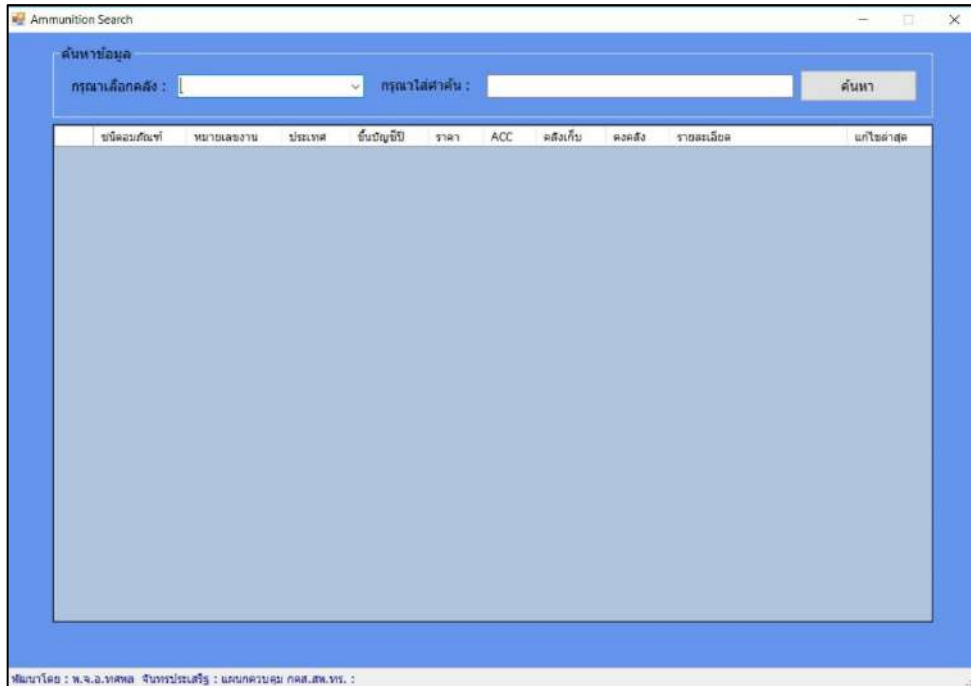 Ammunition Search
ค้นหาข้อมูล
กรุณาเลือกคลัง : กรุณาใส่คำค้น : ค้นหา
ชนิดอมภัณฑ์ หมายเลขงาน ประเทศ ขึ้นบัญชีปี ราคา ACC คลังเก็บ คงคลัง รายละเอียด แก้ไขล่าสุด
พัฒนาโดย : พ.จ.อ.ทศพล จันทรประเสริฐ : แผนกควบคุม กคส.สพ.ทร. :